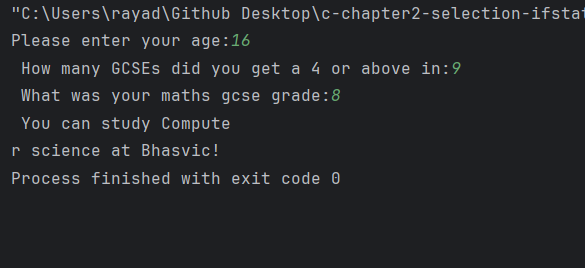 "C:\Users\rayad\Github Desktop\c-chapter2-selection-ifstat
Please enter your age:16
How many GCSEs did you get a 4 or above in:9
What was your maths gcse grade:8
You can study Compute
r science at Bhasvic!
Process finished with exit code 0